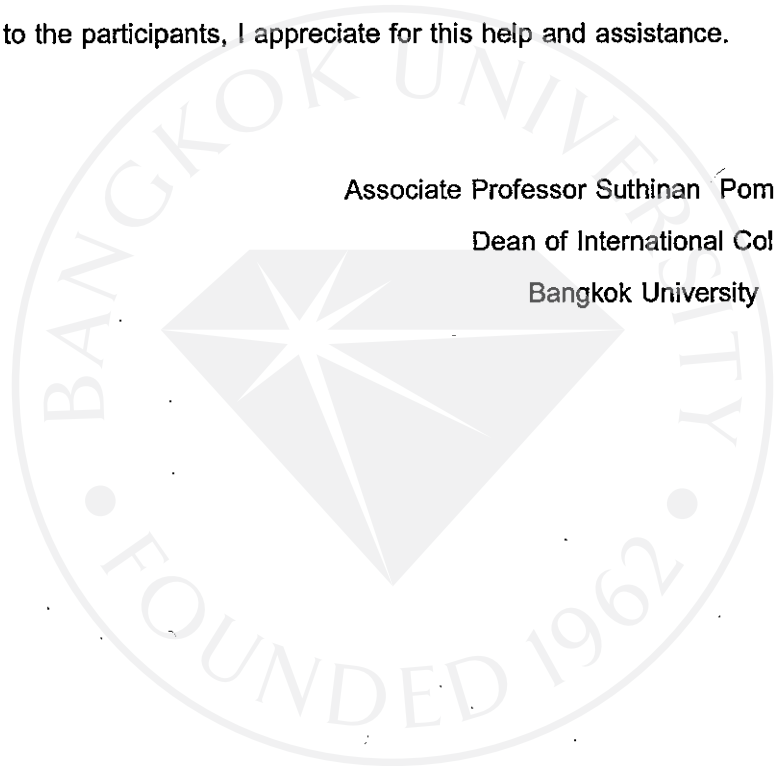 to the participants, I appreciate for this help and assistance.
Associate Professor Suthinan Pom
Dean of International Col
Bangkok University
BANGKOK UNIVERSITY
• FOUNDED 1962 •